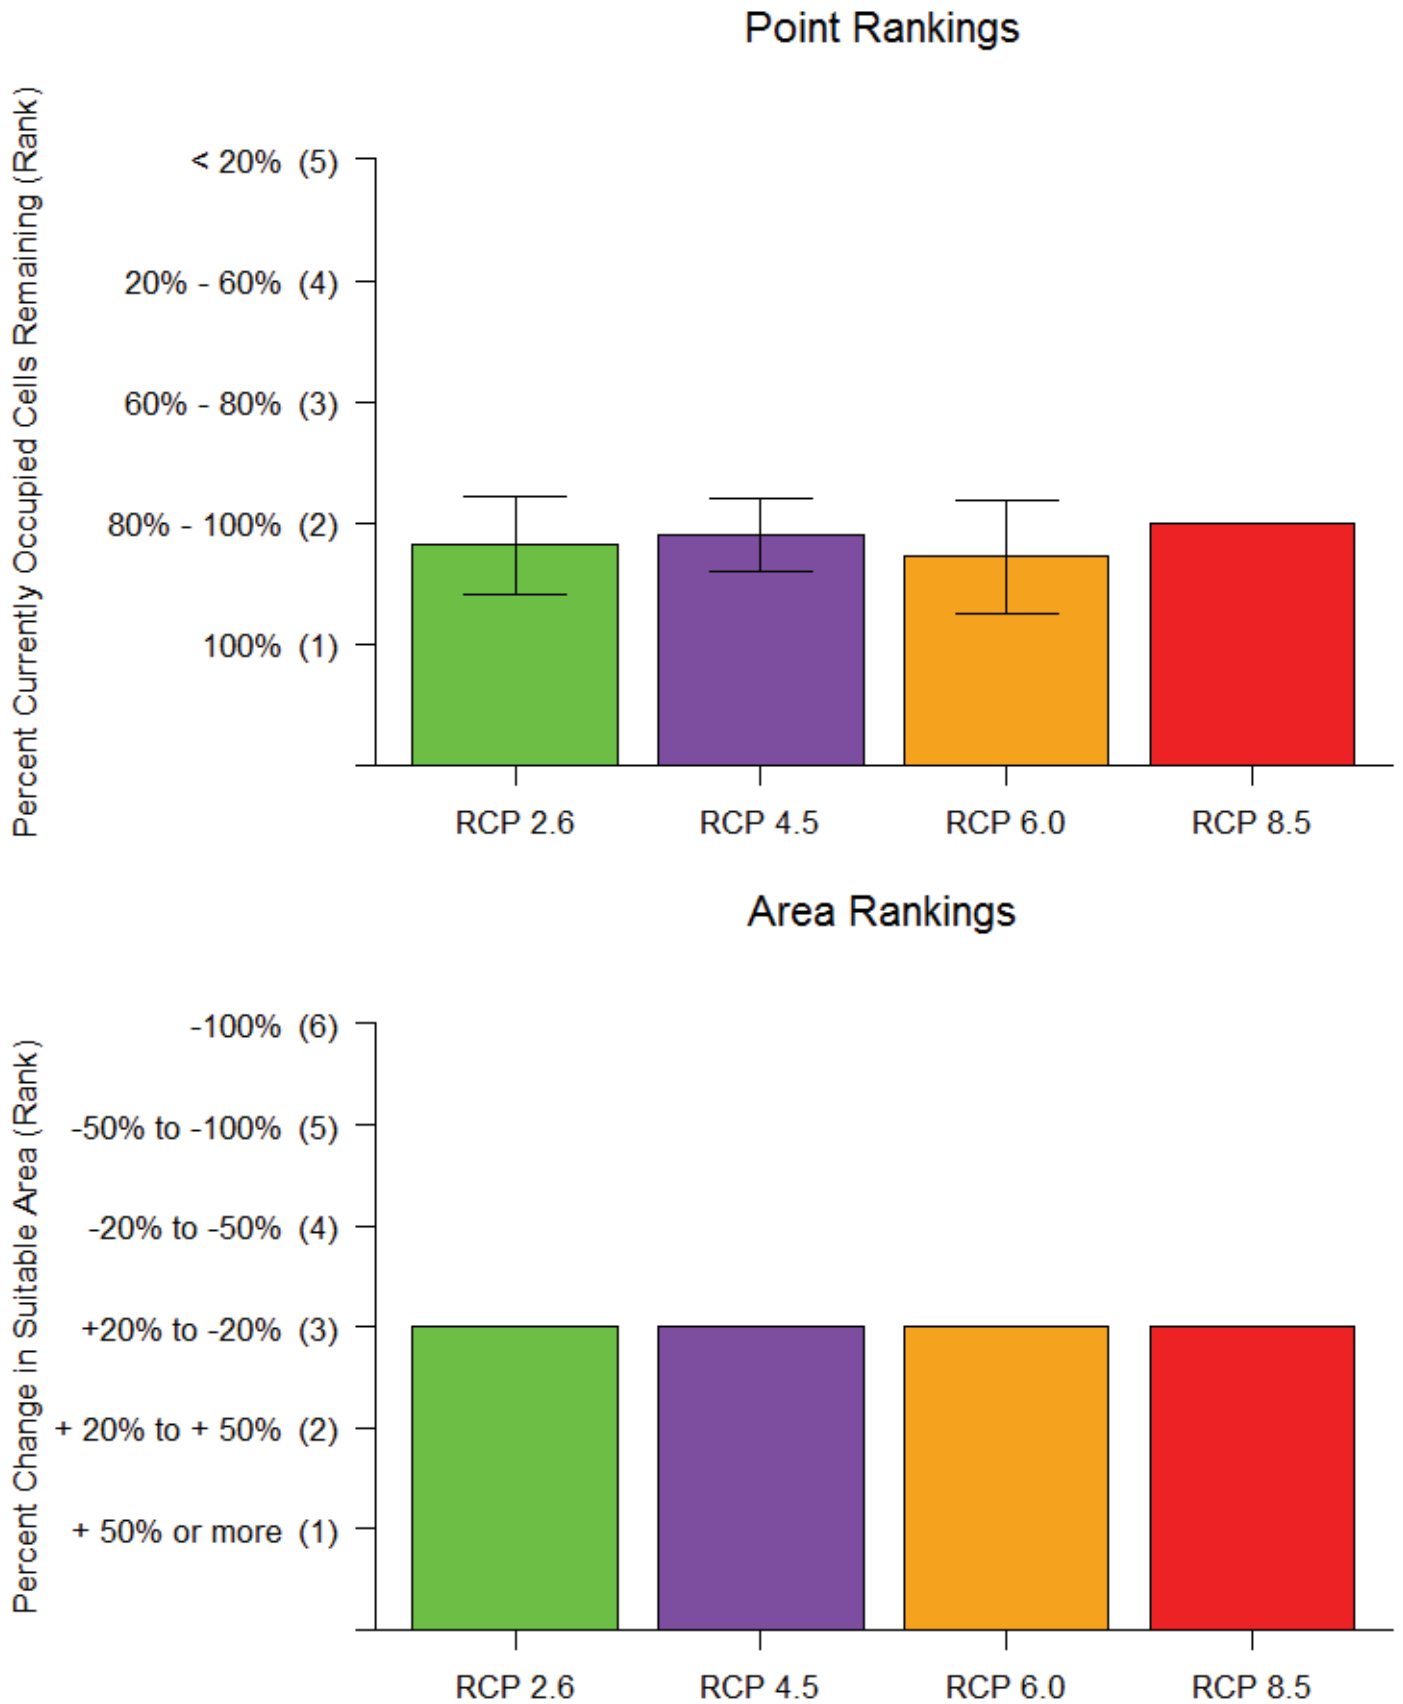 Point Rankings
Percent Currently Occupied Cells Remaining (Rank)
< 20% (5)
20% - 60% (4)
60% - 80% (3)
80% - 100% (2)
100% (1)
RCP 2.6 RCP 4.5 RCP 6.0 RCP 8.5
Area Rankings
Percent Change in Suitable Area (Rank)
-100% (6)
-50% to -100% (5)
-20% to -50% (4)
+20% to -20% (3)
+ 20% to + 50% (2)
+ 50% or more (1)
RCP 2.6 RCP 4.5 RCP 6.0 RCP 8.5